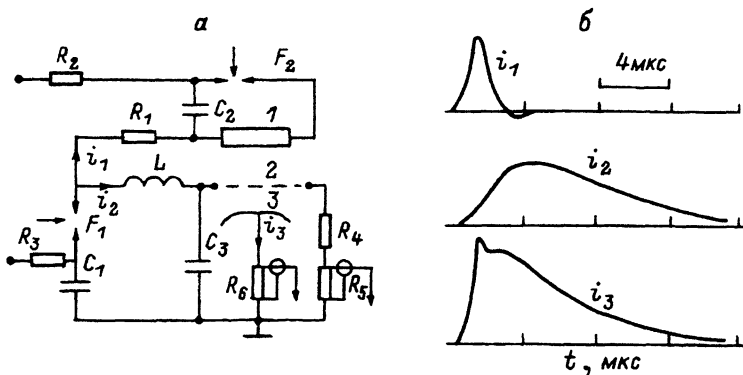 а
б
R₂
F₂
i₁
4мкс
R₁
C₂
1
i₁
L
2
i₂
i₂
3
F₁
i₃
R₄
R₃
C₃
C₁
R₆
R₅
i₃
t, мкс